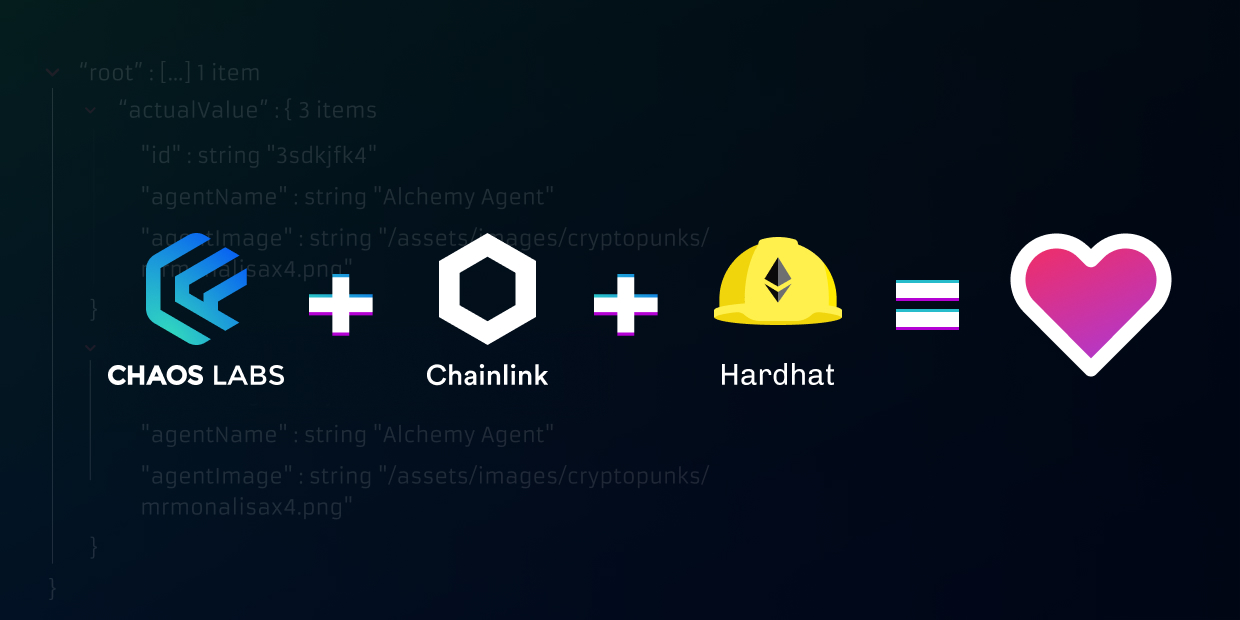 “root” : [...] 1 item
“actualValue” : { 3 items
"id" : string "3sdkjfk4"
"agentName" : string "Alchemy Agent"
"agentImage" : string "/assets/images/cryptopunks/
mrmonalisax4.png"
}
CHAOS LABS
Chainlink
Hardhat
"agentName" : string "Alchemy Agent"
"agentImage" : string "/assets/images/cryptopunks/
mrmonalisax4.png"
}
}